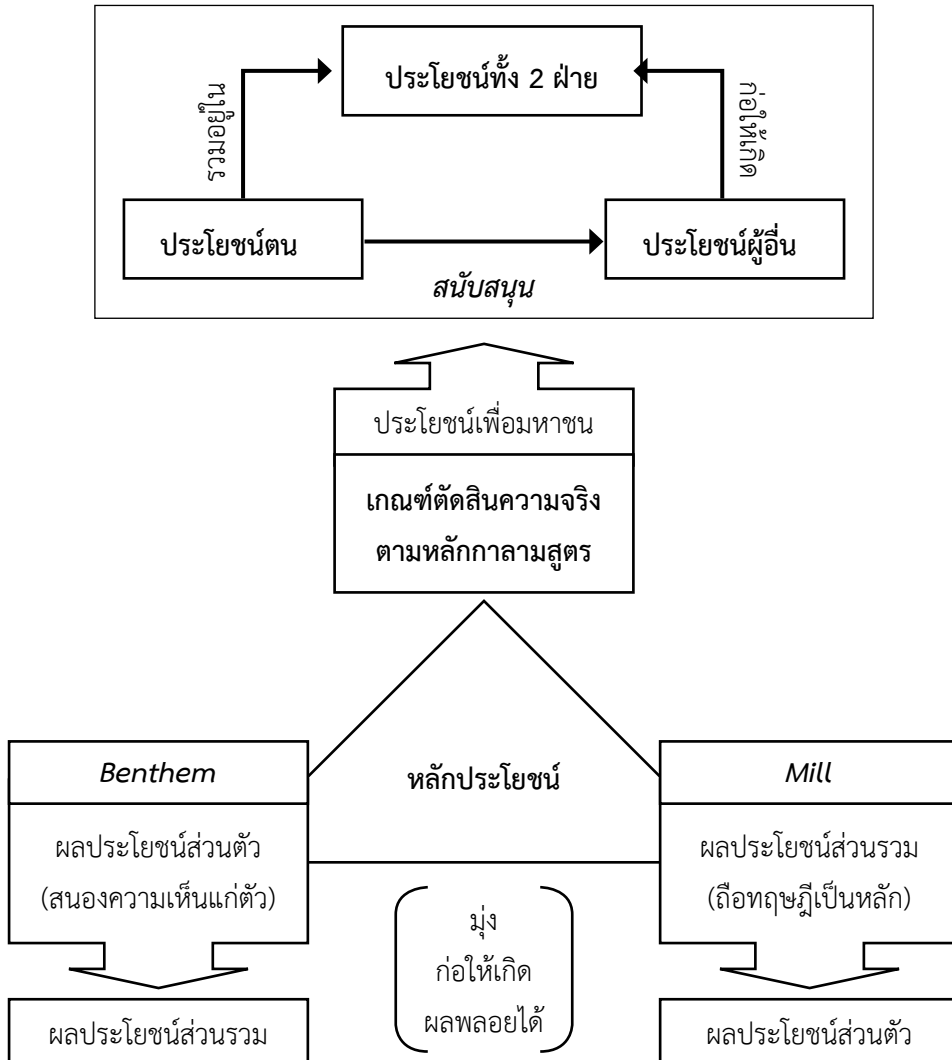 ประโยชน์ทั้ง 2 ฝ่าย
รวมอยู่ใน
ก่อให้เกิด
ประโยชน์ตน
ประโยชน์ผู้อื่น
สนับสนุน
ประโยชน์เพื่อมหาชน
เกณฑ์ตัดสินความจริง
ตามหลักกาลามสูตร
หลักประโยชน์
Benthem
ผลประโยชน์ส่วนตัว
(สนองความเห็นแก่ตัว)
ผลประโยชน์ส่วนรวม
มุ่ง
ก่อให้เกิด
ผลพลอยได้
Mill
ผลประโยชน์ส่วนรวม
(ถือทฤษฎีเป็นหลัก)
ผลประโยชน์ส่วนตัว